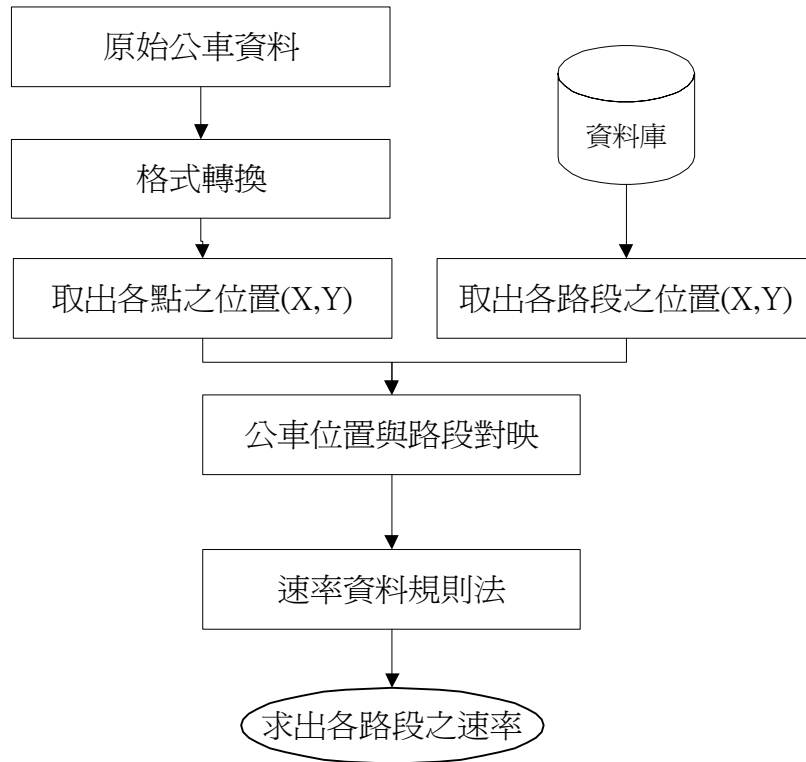 原始公車資料
資料庫
格式轉換
取出各點之位置(X,Y)
取出各路段之位置(X,Y)
公車位置與路段對映
速率資料規則法
求出各路段之速率